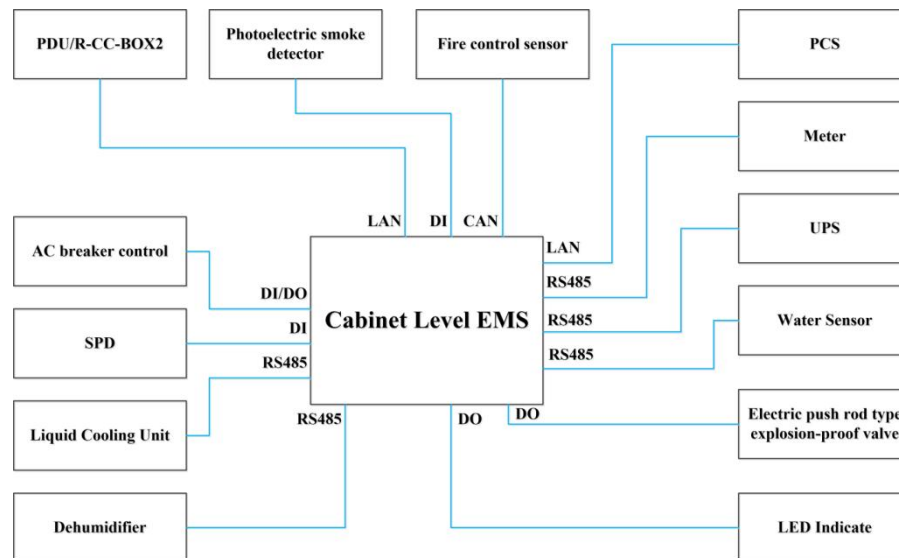 PDU/R-CC-BOX2
Photoelectric smoke
detector
Fire control sensor
PCS
Meter
UPS
Water Sensor
Electric push rod type
explosion-proof valve
LED Indicate
AC breaker control
SPD
Liquid Cooling Unit
Dehumidifier
LAN
DI
CAN
LAN
RS485
RS485
RS485
DI/DO
DI
RS485
RS485
DO
DO
Cabinet Level EMS